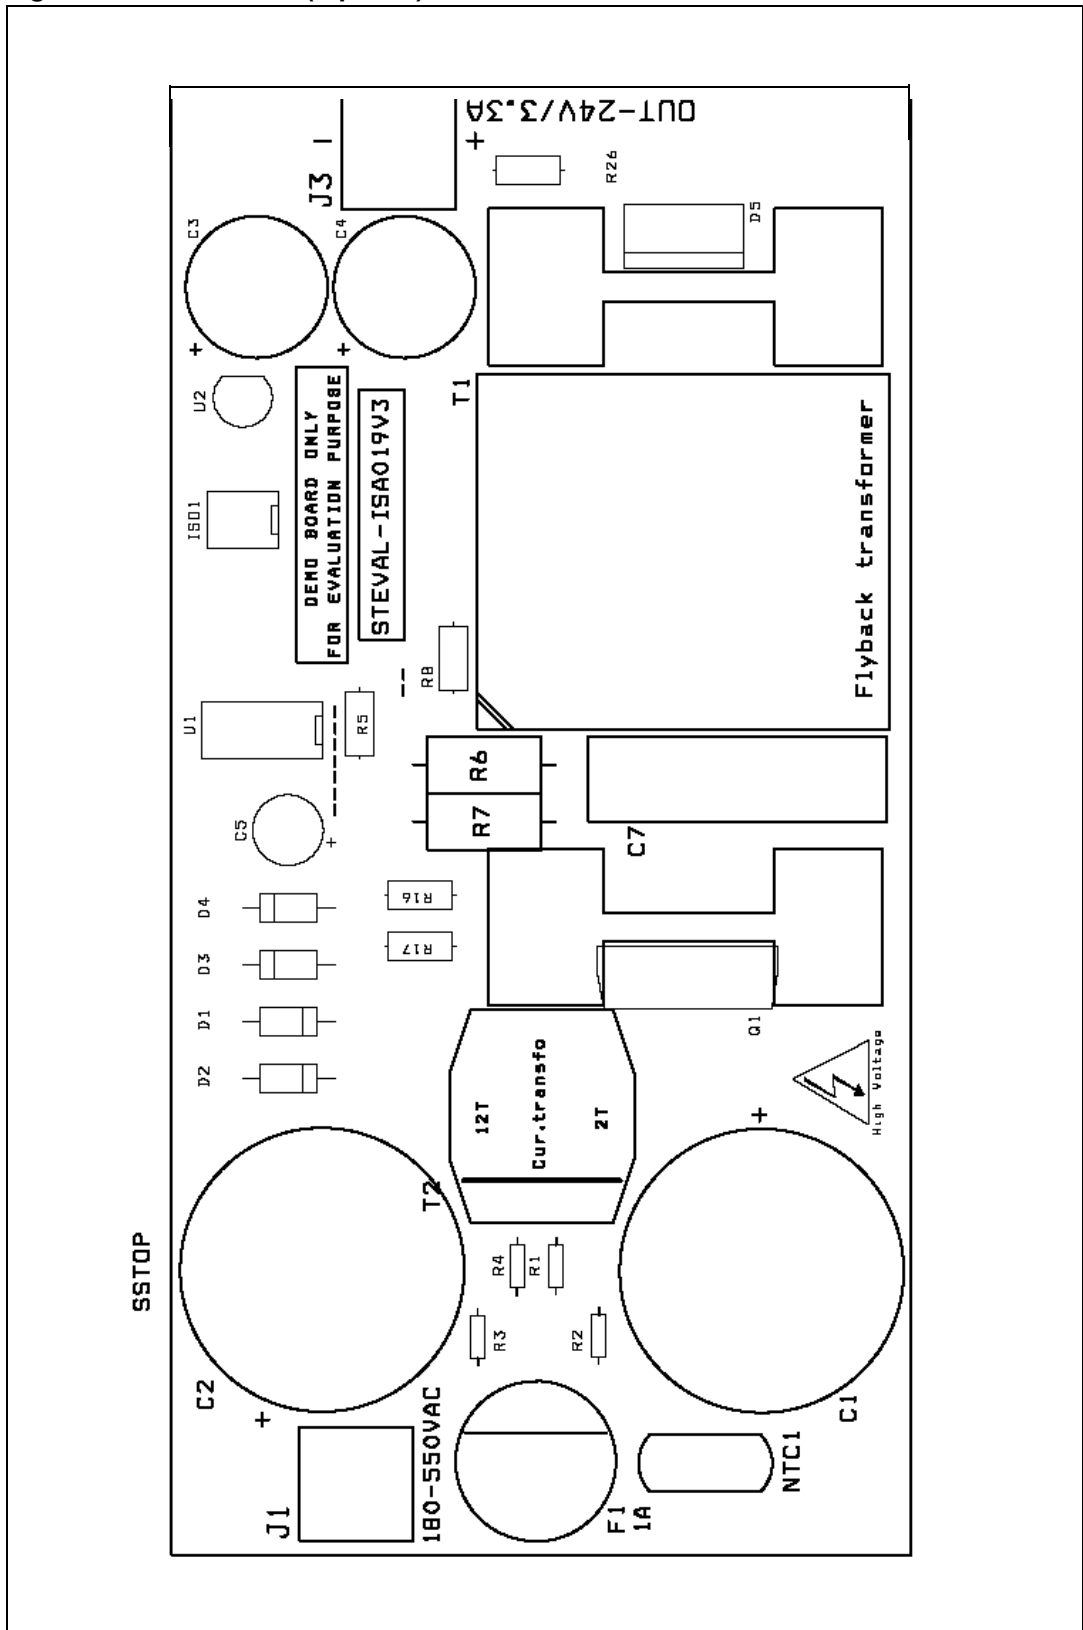 OUT-24V/3.3A
-
+
J3
R26
D5
C3
C4
+
+
U2
T1
DEMO BOARD ONLY
FOR EVALUATION PURPOSE
STEVAL-ISA019V3
ISO1
Flyback transformer
R8
U1
R5
R6
R7
C7
C5
+
D4
R16
D3
R17
D1
Q1
D2
High Voltage
12T
Cur.transfo
2T
+
T2
SSTOP
R4
R1
R3
R2
C2
+
C1
180-550VAC
NTC1
J1
F1
1A